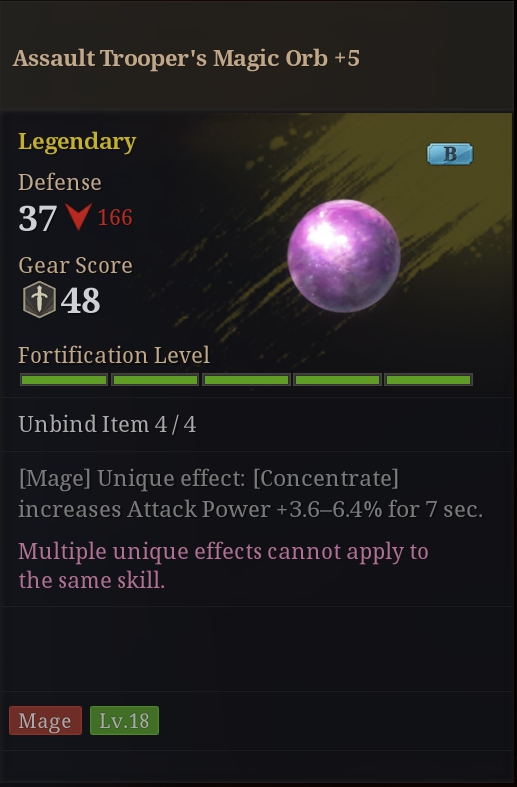 Assault Trooper's Magic Orb +5
Legendary
B
Defense
37 166
Gear Score
48
Fortification Level
Unbind Item 4 / 4
[Mage] Unique effect: [Concentrate]
increases Attack Power +3.6–6.4% for 7 sec.
Multiple unique effects cannot apply to
the same skill.
Mage Lv.18